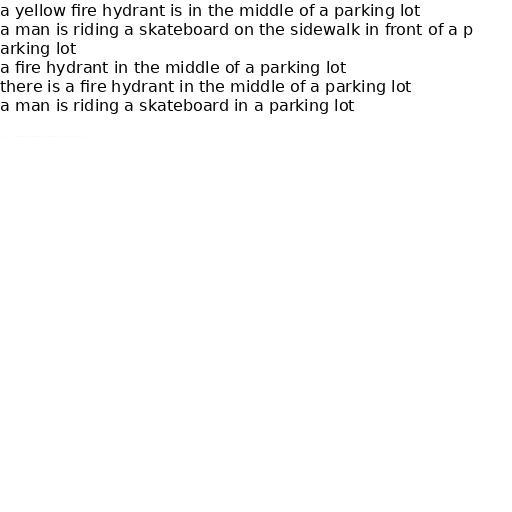 a yellow fire hydrant is in the middle of a parking lot
a man is riding a skateboard on the sidewalk in front of a p
arking lot
a fire hydrant in the middle of a parking lot
there is a fire hydrant in the middle of a parking lot
a man is riding a skateboard in a parking lot